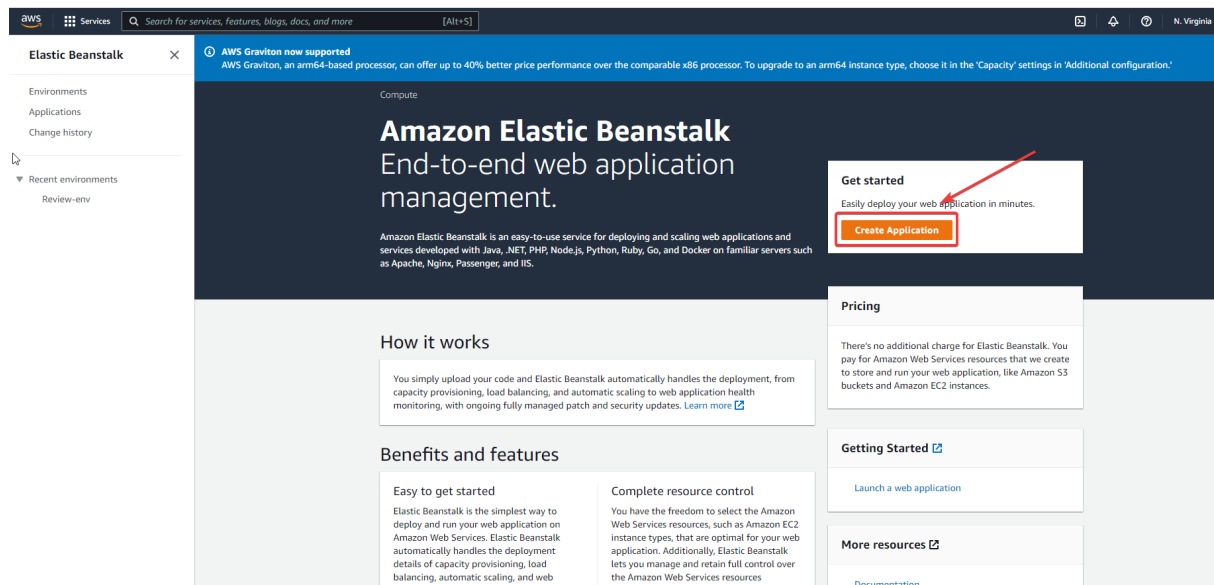 aws
Services
Search for services, features, blogs, docs, and more
[Alt+S]
N. Virginia
Elastic Beanstalk
Environments
Applications
Change history
Recent environments
Review-env
AWS Graviton now supported
AWS Graviton, an arm64-based processor, can offer up to 40% better price performance over the comparable x86 processor. To upgrade to an arm64 instance type, choose it in the 'Capacity' settings in 'Additional configuration.'
Compute
Amazon Elastic Beanstalk
End-to-end web application
management.
Amazon Elastic Beanstalk is an easy-to-use service for deploying and scaling web applications and
services developed with Java, .NET, PHP, Node.js, Python, Ruby, Go, and Docker on familiar servers such
as Apache, Nginx, Passenger, and IIS.
Get started
Easily deploy your web application in minutes.
Create Application
Pricing
There's no additional charge for Elastic Beanstalk. You
pay for Amazon Web Services resources that we create
to store and run your web application, like Amazon S3
buckets and Amazon EC2 instances.
How it works
You simply upload your code and Elastic Beanstalk automatically handles the deployment, from
capacity provisioning, load balancing, and automatic scaling to web application health
monitoring, with ongoing fully managed patch and security updates. Learn more
Getting Started
Launch a web application
Benefits and features
Easy to get started
Elastic Beanstalk is the simplest way to
deploy and run your web application on
Amazon Web Services. Elastic Beanstalk
automatically handles the deployment
details of capacity provisioning, load
balancing, automatic scaling, and web
Complete resource control
You have the freedom to select the Amazon
Web Services resources, such as Amazon EC2
instance types, that are optimal for your web
application. Additionally, Elastic Beanstalk
lets you manage and retain full control over
the Amazon Web Services resources
More resources
Documentation